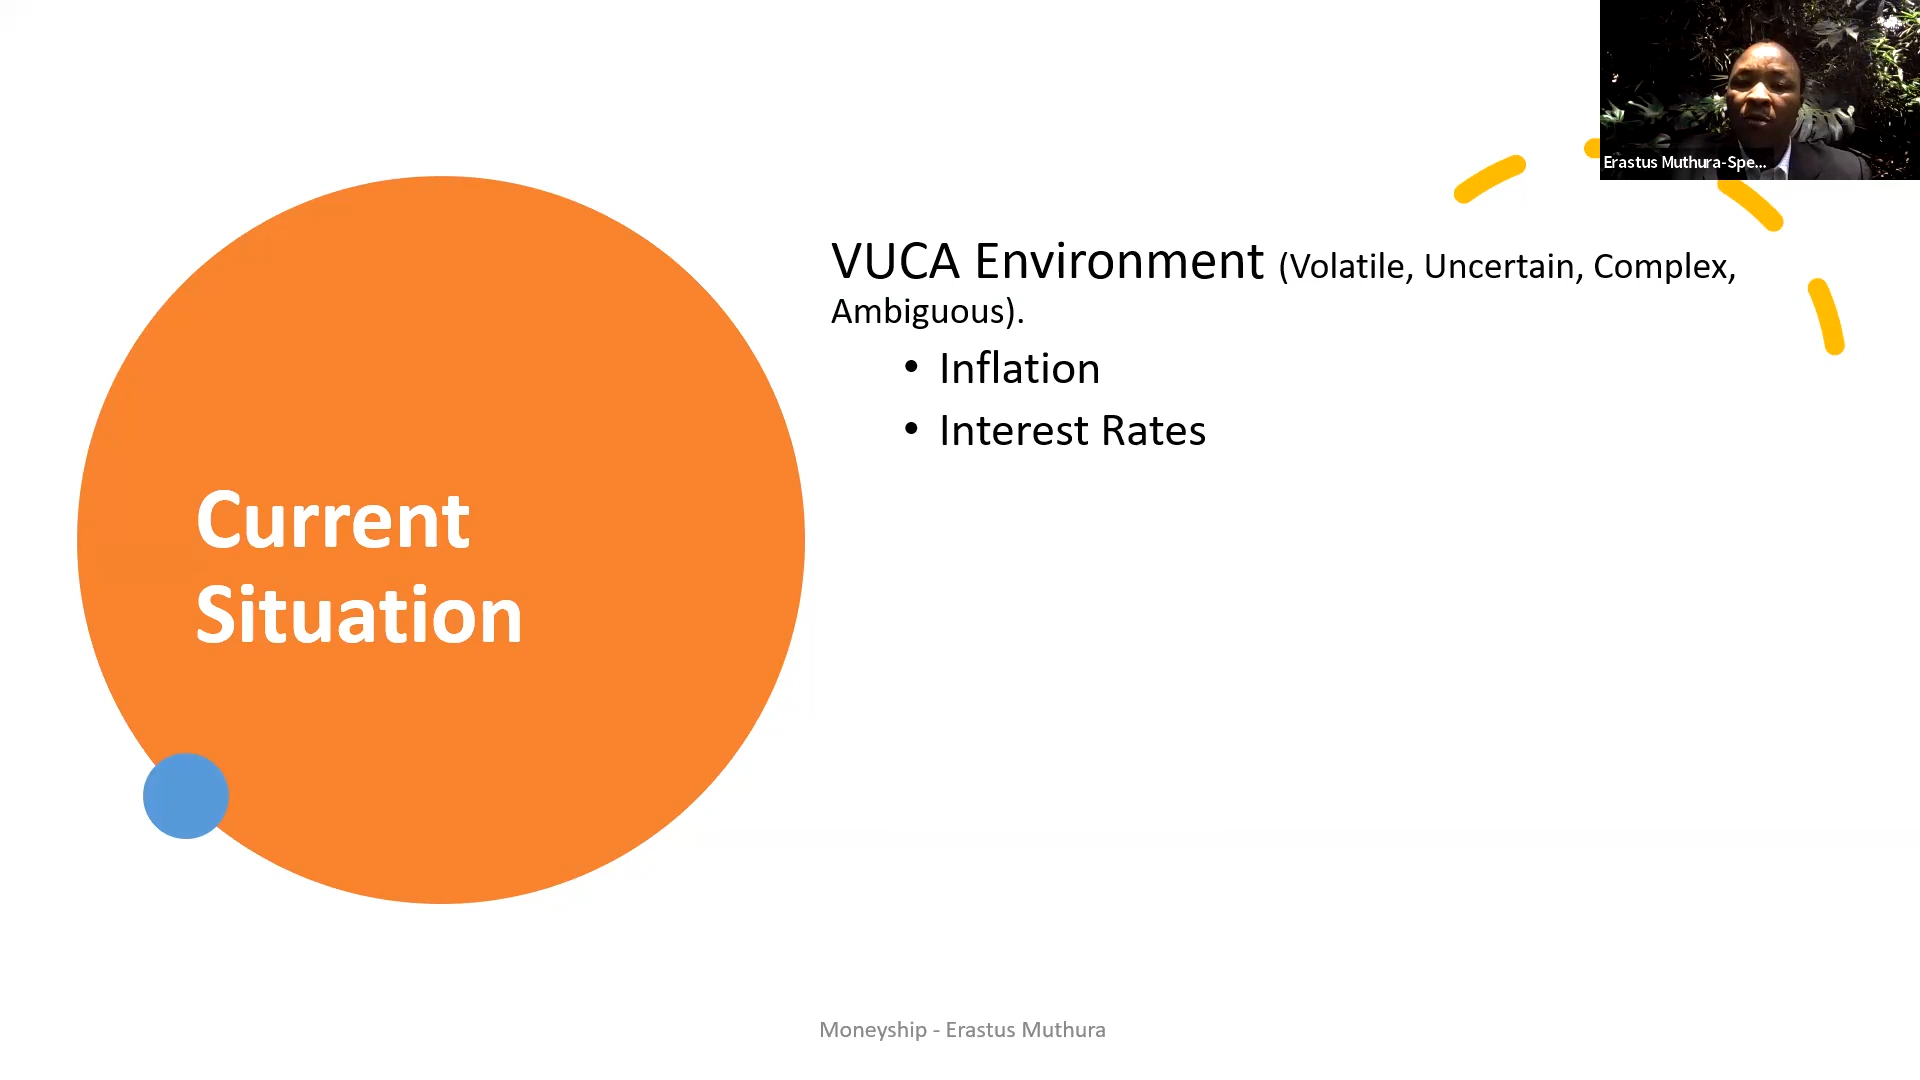 Erastus Muthura-Spe...
VUCA Environment (Volatile, Uncertain, Complex,
Ambiguous).
• Inflation
• Interest Rates
Current
Situation
Moneyship - Erastus Muthura